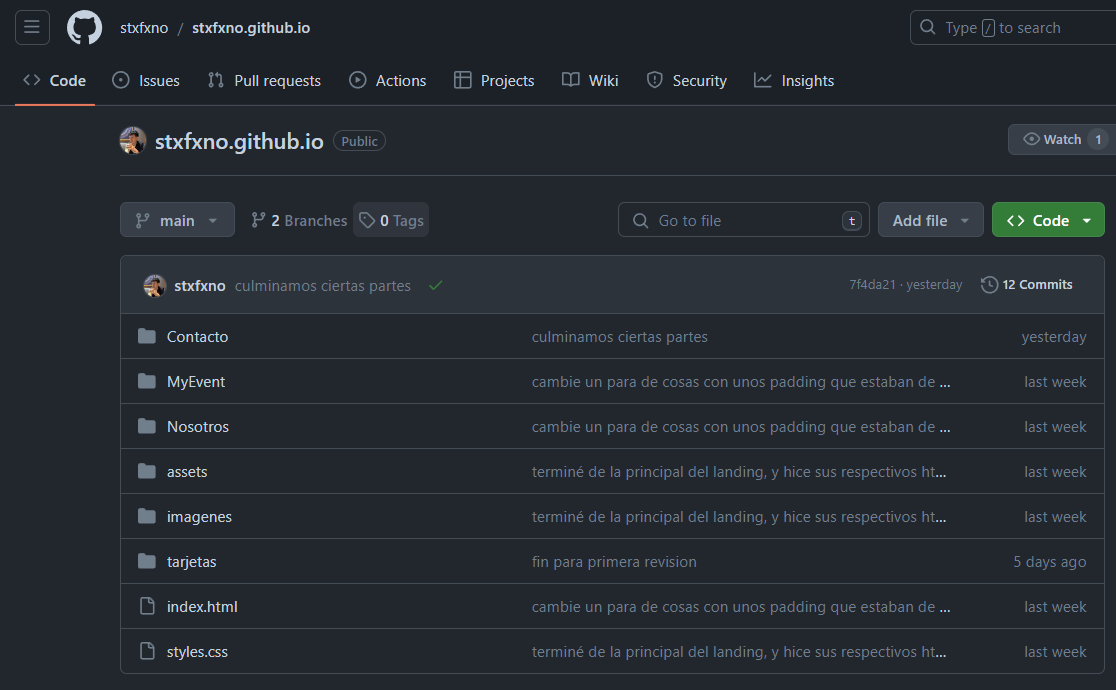 stxfxno / stxfxno.github.io
Type / to search
Code Issues Pull requests Actions Projects Wiki Security Insights
stxfxno.github.io Public
Watch 1
main 2 Branches 0 Tags
Go to file t
Add file
Code
stxfxno culminamos ciertas partes 7f4da21 · yesterday 12 Commits
Contacto culminamos ciertas partes yesterday
MyEvent cambie un para de cosas con unos padding que estaban de ... last week
Nosotros cambie un para de cosas con unos padding que estaban de ... last week
assets terminé de la principal del landing, y hice sus respectivos ht... last week
imagenes terminé de la principal del landing, y hice sus respectivos ht... last week
tarjetas fin para primera revision 5 days ago
index.html cambie un para de cosas con unos padding que estaban de ... last week
styles.css terminé de la principal del landing, y hice sus respectivos ht... last week